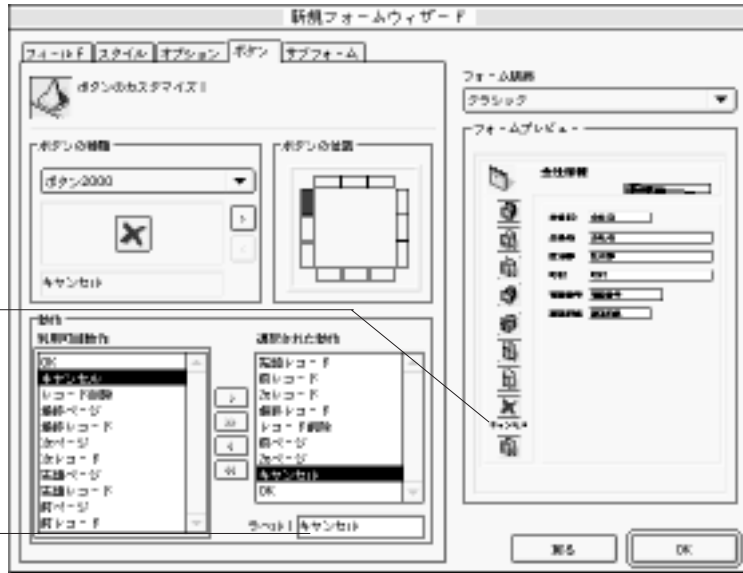 新規フォームウィザード
フィールド スタイル オプション ボタン サブフォーム
ボタンのカスタマイズ:
ボタンの種類
ボタン2000
キャンセル
ボタンの位置
動作
利用可能動作
OK
キャンセル
レコード削除
最終ページ
最終レコード
次ページ
次レコード
先頭ページ
先頭レコード
前ページ
前レコード
選択された動作
先頭レコード
前レコード
次レコード
最終レコード
レコード削除
前ページ
次ページ
キャンセル
OK
ラベル: キャンセル
フォーム装飾
クラシック
フォームプレビュー
会社情報
キャンセル
戻る
OK